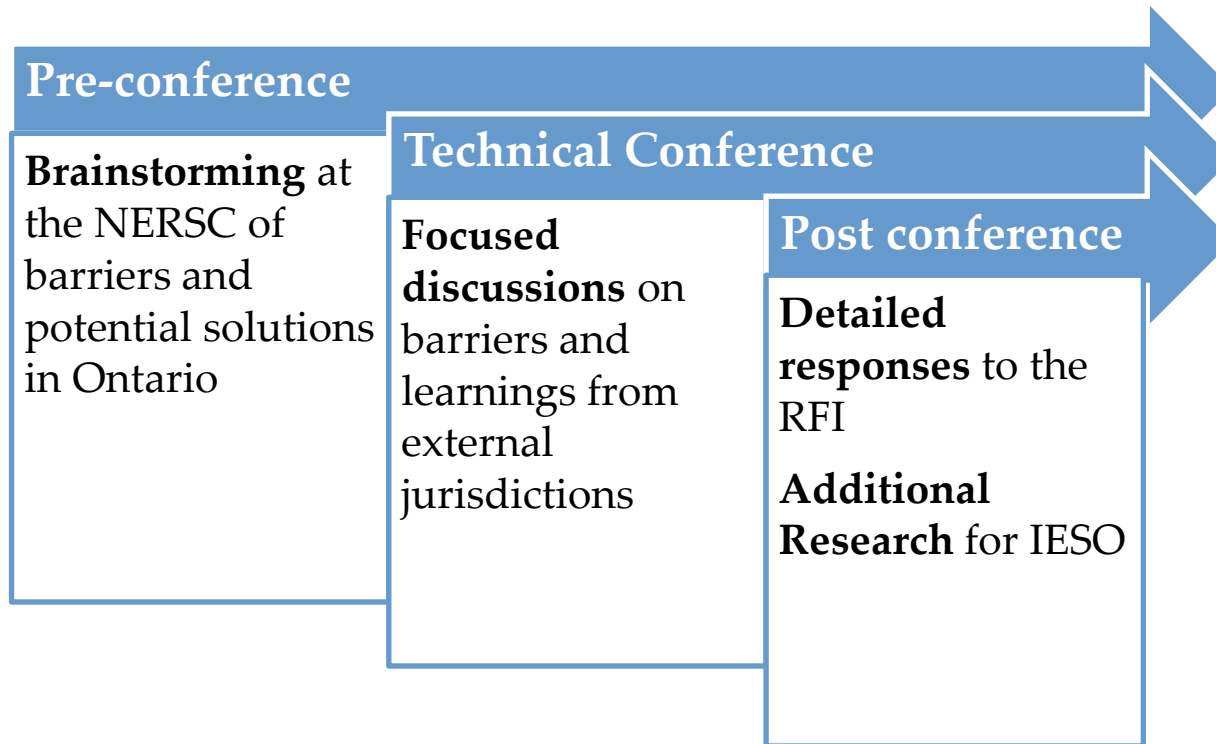 Pre-conference
Brainstorming at
the NERSC of
barriers and
potential solutions
in Ontario
Technical Conference
Focused
discussions on
barriers and
learnings from
external
jurisdictions
Post conference
Detailed
responses to the
RFI
Additional
Research for IESO